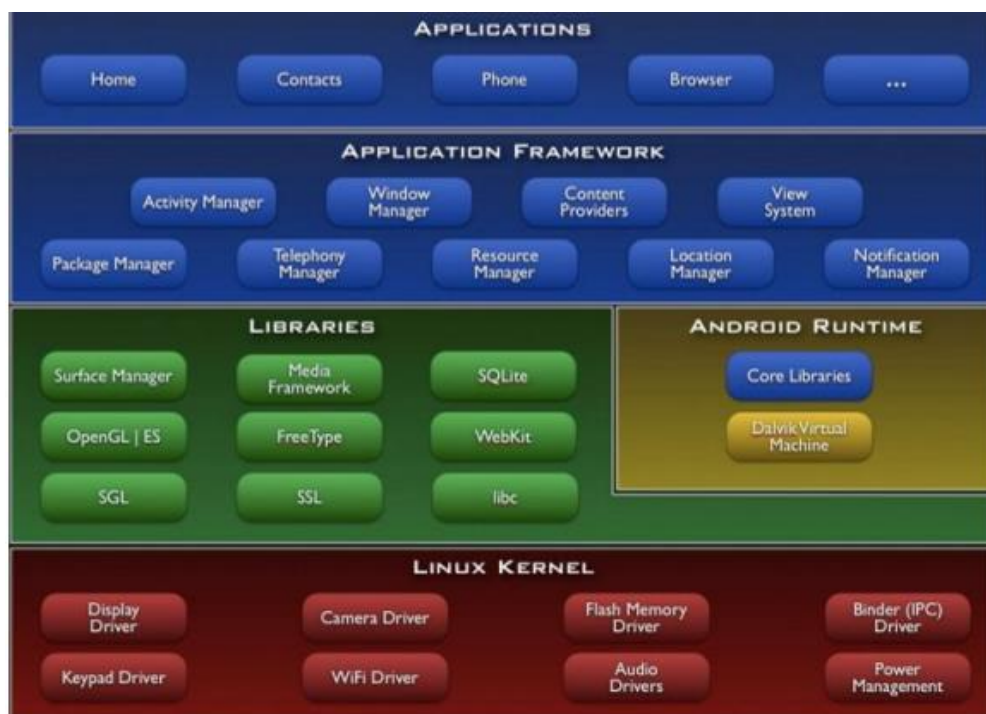 APPLICATIONS
Home
Contacts
Phone
Browser
...
APPLICATION FRAMEWORK
Activity Manager
Window
Manager
Content
Providers
View
System
Package Manager
Telephony
Manager
Resource
Manager
Location
Manager
Notification
Manager
LIBRARIES
Surface Manager
Media
Framework
SQLite
OpenGL | ES
FreeType
WebKit
SGL
SSL
libc
ANDROID RUNTIME
Core Libraries
Dalvik Virtual
Machine
LINUX KERNEL
Display
Driver
Camera Driver
Flash Memory
Driver
Binder (IPC)
Driver
Keypad Driver
WiFi Driver
Audio
Drivers
Power
Management